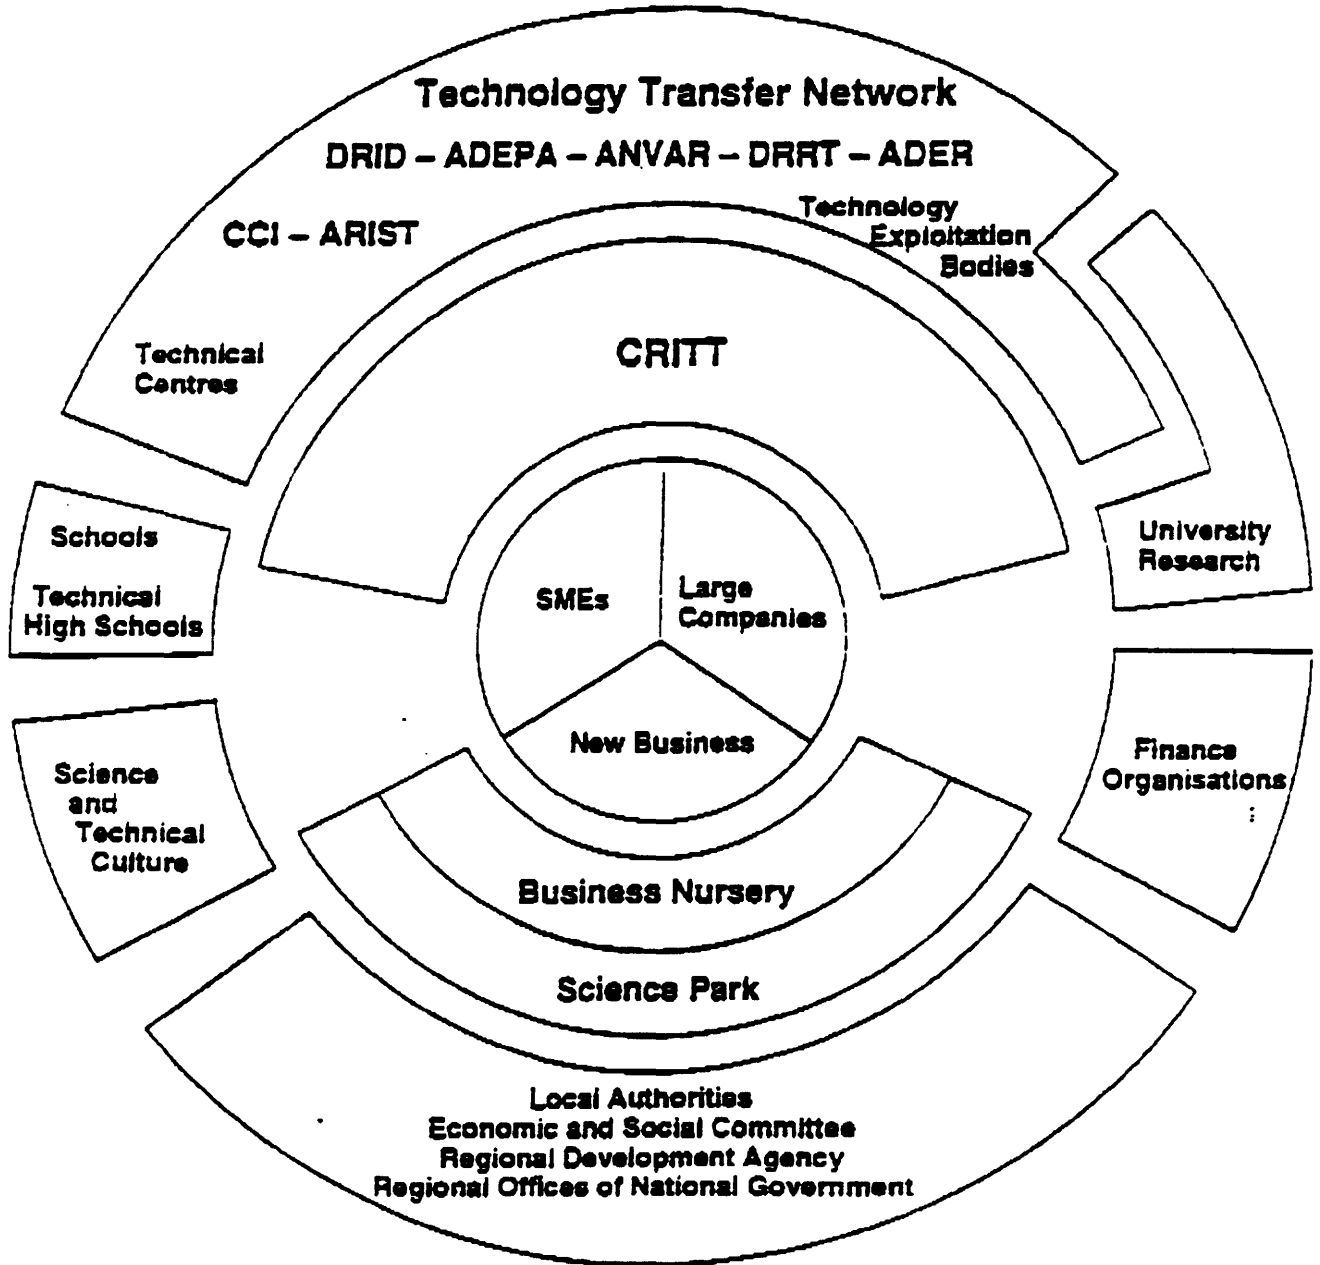 Technology Transfer Network
DRID – ADEPA – ANVAR – DRRT – ADER
CCI – ARIST
Technology
Exploitation
Bodies
Technical
Centres
CRITT
Schools
Technical
High Schools
University
Research
SMEs
Large
Companies
New Business
Science
and
Technical
Culture
Finance
Organisations
Business Nursery
Science Park
Local Authorities
Economic and Social Committee
Regional Development Agency
Regional Offices of National Government